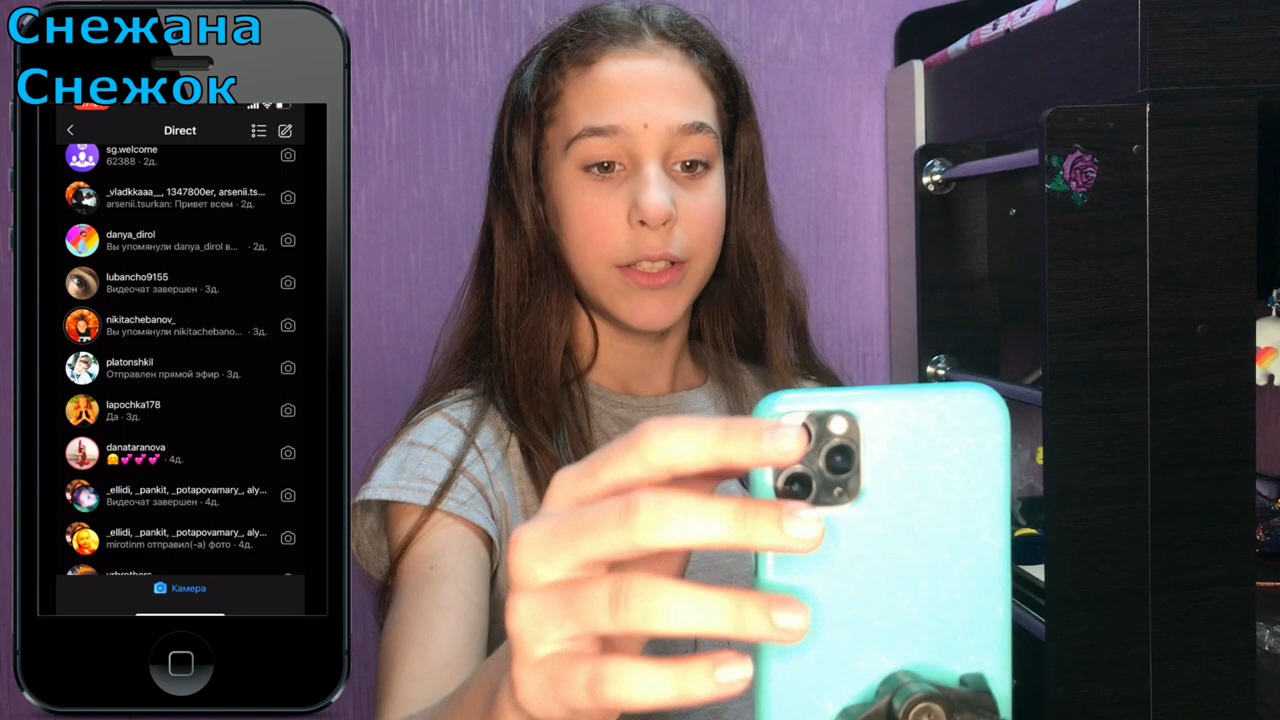 Снежана
Снежок
Direct
sg.welcome
62388 · 2д.
_vladkkaaa__, 1347800er, arsenii.ts...
arsenii.tsurkan: Привет всем · 2д.
danya_dirol
Вы упомянули danya_dirol в... · 2д.
lubancho9155
Видеочат завершен · 3д.
nikitachebanov_
Вы упомянули nikitachebano... · 3д.
platonshkil
Отправлен прямой эфир · 3д.
lapochka178
Да · 3д.
danataranova
🤗💕💕💕 · 4д.
_ellidi, _pankit, _potapovamary_, aly...
Видеочат завершен · 4д.
_ellidi, _pankit, _potapovamary_, aly...
mirotinm отправил(-а) фото · 4д.
Камера